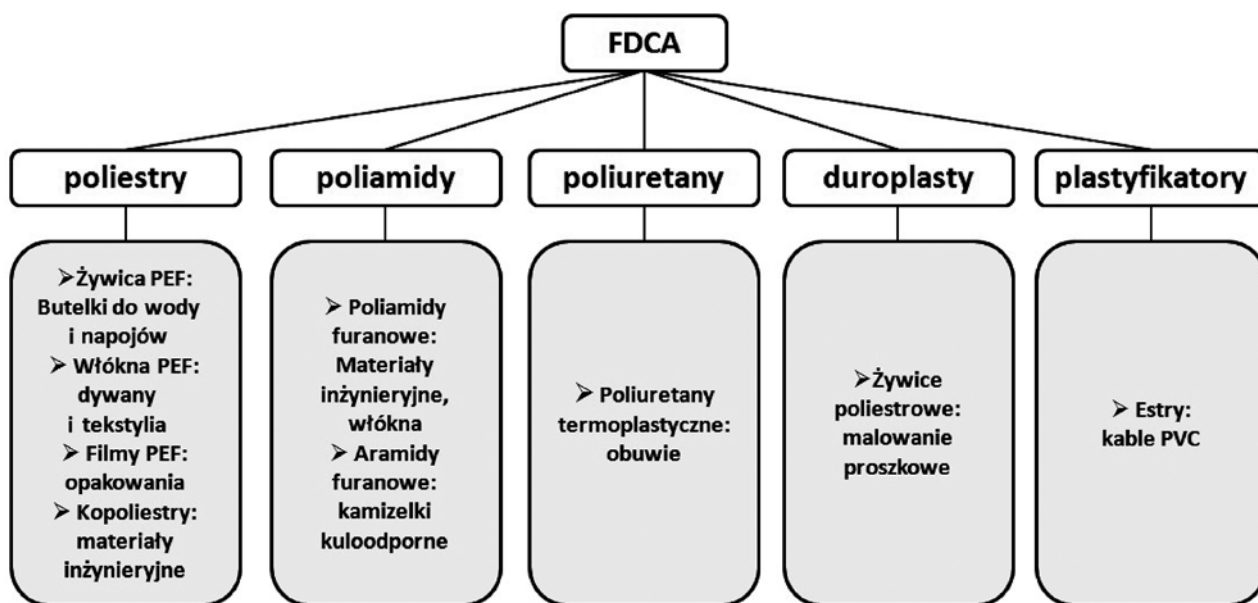 FDCA
poliestry
➢Żywica PEF:
Butelki do wody
i napojów
➢ Włókna PEF:
dywany
i tekstylia
➢ Filmy PEF:
opakowania
➢ Kopoliestry:
materiały
inżynieryjne
poliamidy
➢ Poliamidy
furanowe:
Materiały
inżynieryjne,
włókna
➢ Aramidy
furanowe:
kamizelki
kuloodporne
poliuretany
➢ Poliuretany
termoplastyczne:
obuwie
duroplasty
➢Żywice
poliestrowe:
malowanie
proszkowe
plastyfikatory
➢ Estry:
kable PVC